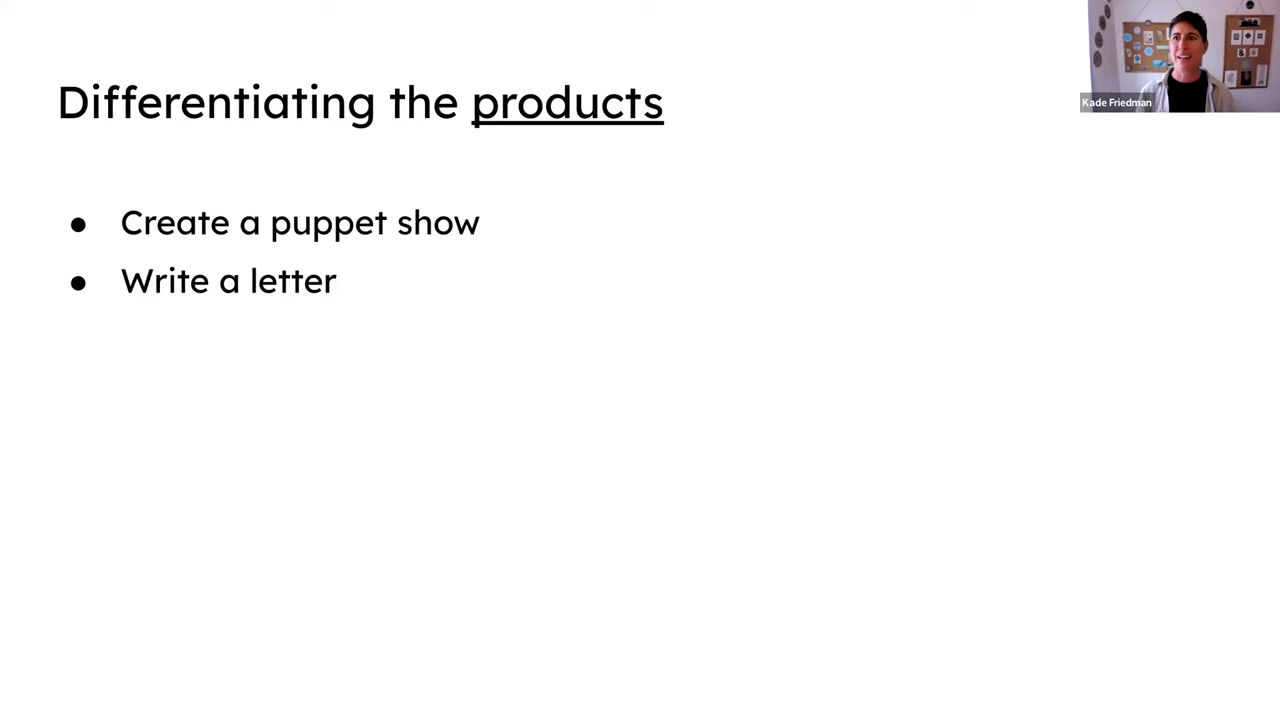 Differentiating the products
● Create a puppet show
● Write a letter
Kade Friedman